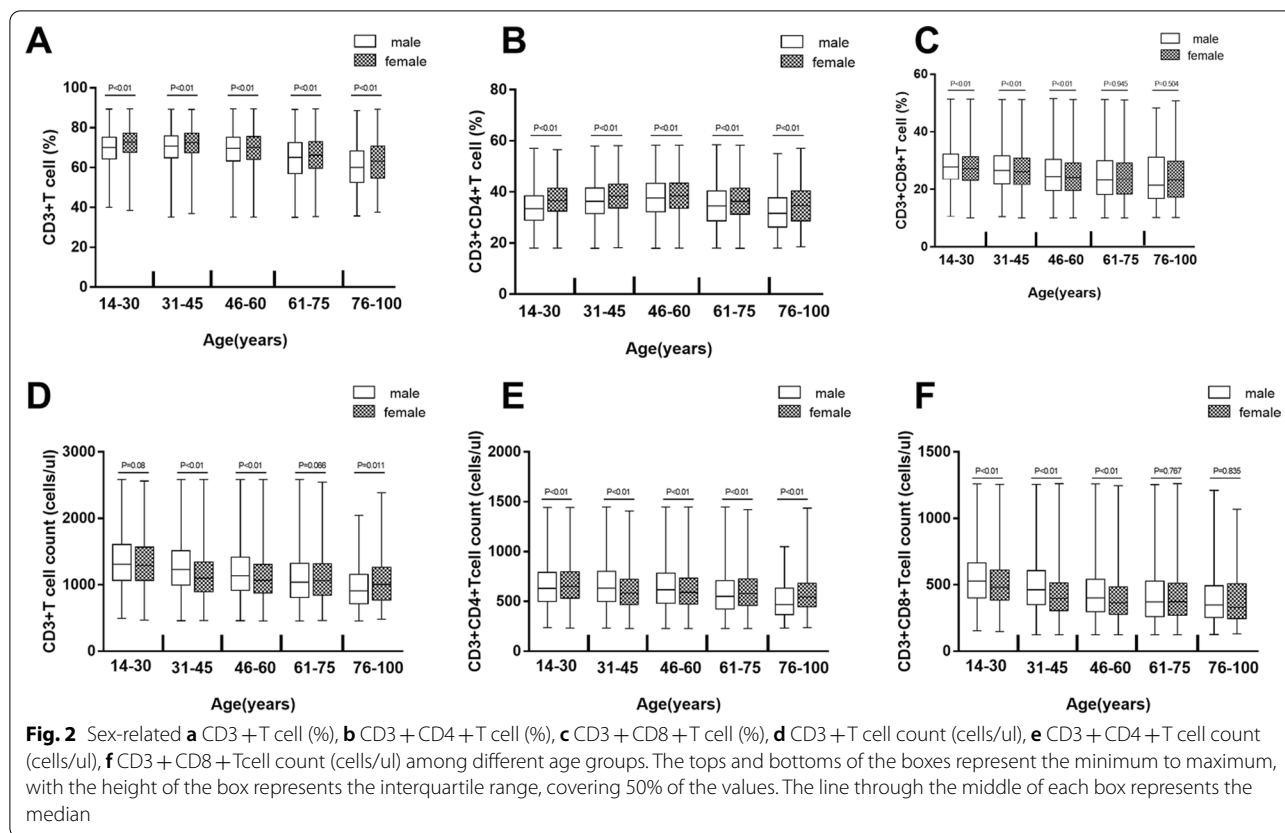 A
male
female
P<0.01 P<0.01 P<0.01 P<0.01 P<0.01
CD3+T cell (%)
100
80
60
40
20
0
14-30 31-45 46-60 61-75 76-100
Age(years)
B
male
female
P<0.01 P<0.01 P<0.01 P<0.01 P<0.01
CD3+CD4+T cell (%)
80
60
40
20
0
14-30 31-45 46-60 61-75 76-100
Age(years)
C
male
female
P<0.01 P<0.01 P<0.01 P=0.945 P=0.504
CD3+CD8+T cell (%)
60
40
20
0
14-30 31-45 46-60 61-75 76-100
Age(years)
D
male
female
P=0.08 P<0.01 P<0.01 P=0.066 P=0.011
CD3+T cell count (cells/ul)
3000
2000
1000
0
14-30 31-45 46-60 61-75 76-100
Age(years)
E
male
female
P<0.01 P<0.01 P<0.01 P<0.01 P<0.01
CD3+CD4+Tcell count (cells/ul)
2000
1500
1000
500
0
14-30 31-45 46-60 61-75 76-100
Age(years)
F
male
female
P<0.01 P<0.01 P<0.01 P=0.767 P=0.835
CD3+CD8+Tcell count (cells/ul)
1500
1000
500
0
14-30 31-45 46-60 61-75 76-100
Age(years)
Fig. 2 Sex-related a CD3 +T cell (%), b CD3 + CD4 +T cell (%), c CD3 + CD8 +T cell (%), d CD3 +T cell count (cells/ul), e CD3 + CD4 +T cell count
(cells/ul), f CD3 + CD8 +Tcell count (cells/ul) among different age groups. The tops and bottoms of the boxes represent the minimum to maximum,
with the height of the box represents the interquartile range, covering 50% of the values. The line through the middle of each box represents the
median